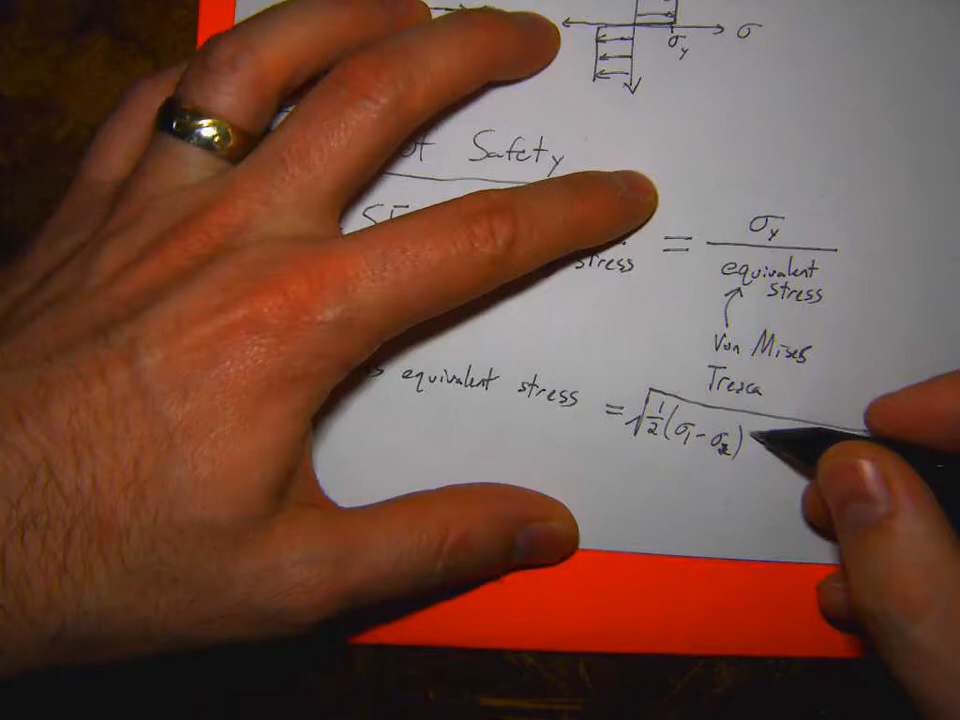 σ
σy
of Safety
= σy
stress equivalent
stress
Von Mises
Tresca
equivalent stress = √1/2(σ1-σ2)